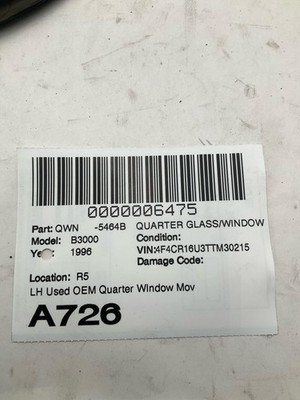 0000006475
Part: QWN -5464B QUARTER GLASS/WINDOW
Model: B3000 Condition:
Ye 1996 VIN:4F4CR16U3TTM30215
Damage Code:
Location: R5
LH Used OEM Quarter WIndow Mov
A726